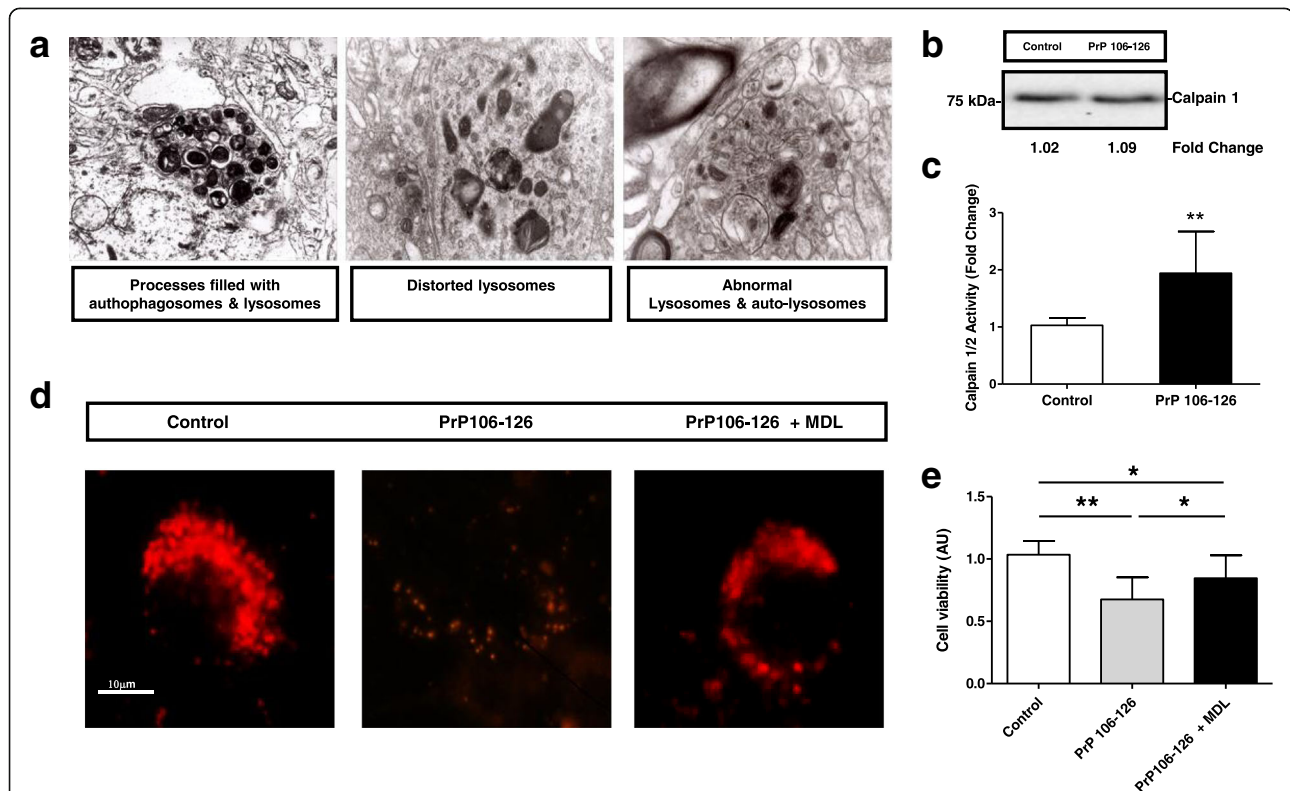 a
Processes filled with
authophagosomes & lysosomes
Distorted lysosomes
Abnormal
Lysosomes & auto-lysosomes
b
Control PrP 106-126
75 kDa-
-Calpain 1
1.02 1.09 Fold Change
c
Calpain 1/2 Activity (Fold Change)
3
2
1
0
**
Control PrP 106-126
d
Control PrP106-126 PrP106-126 + MDL
10μm
e
Cell viability (AU)
1.5
1.0
0.5
0.0
*
** *
Control
PrP 106-126
PrP106-126 + MDL